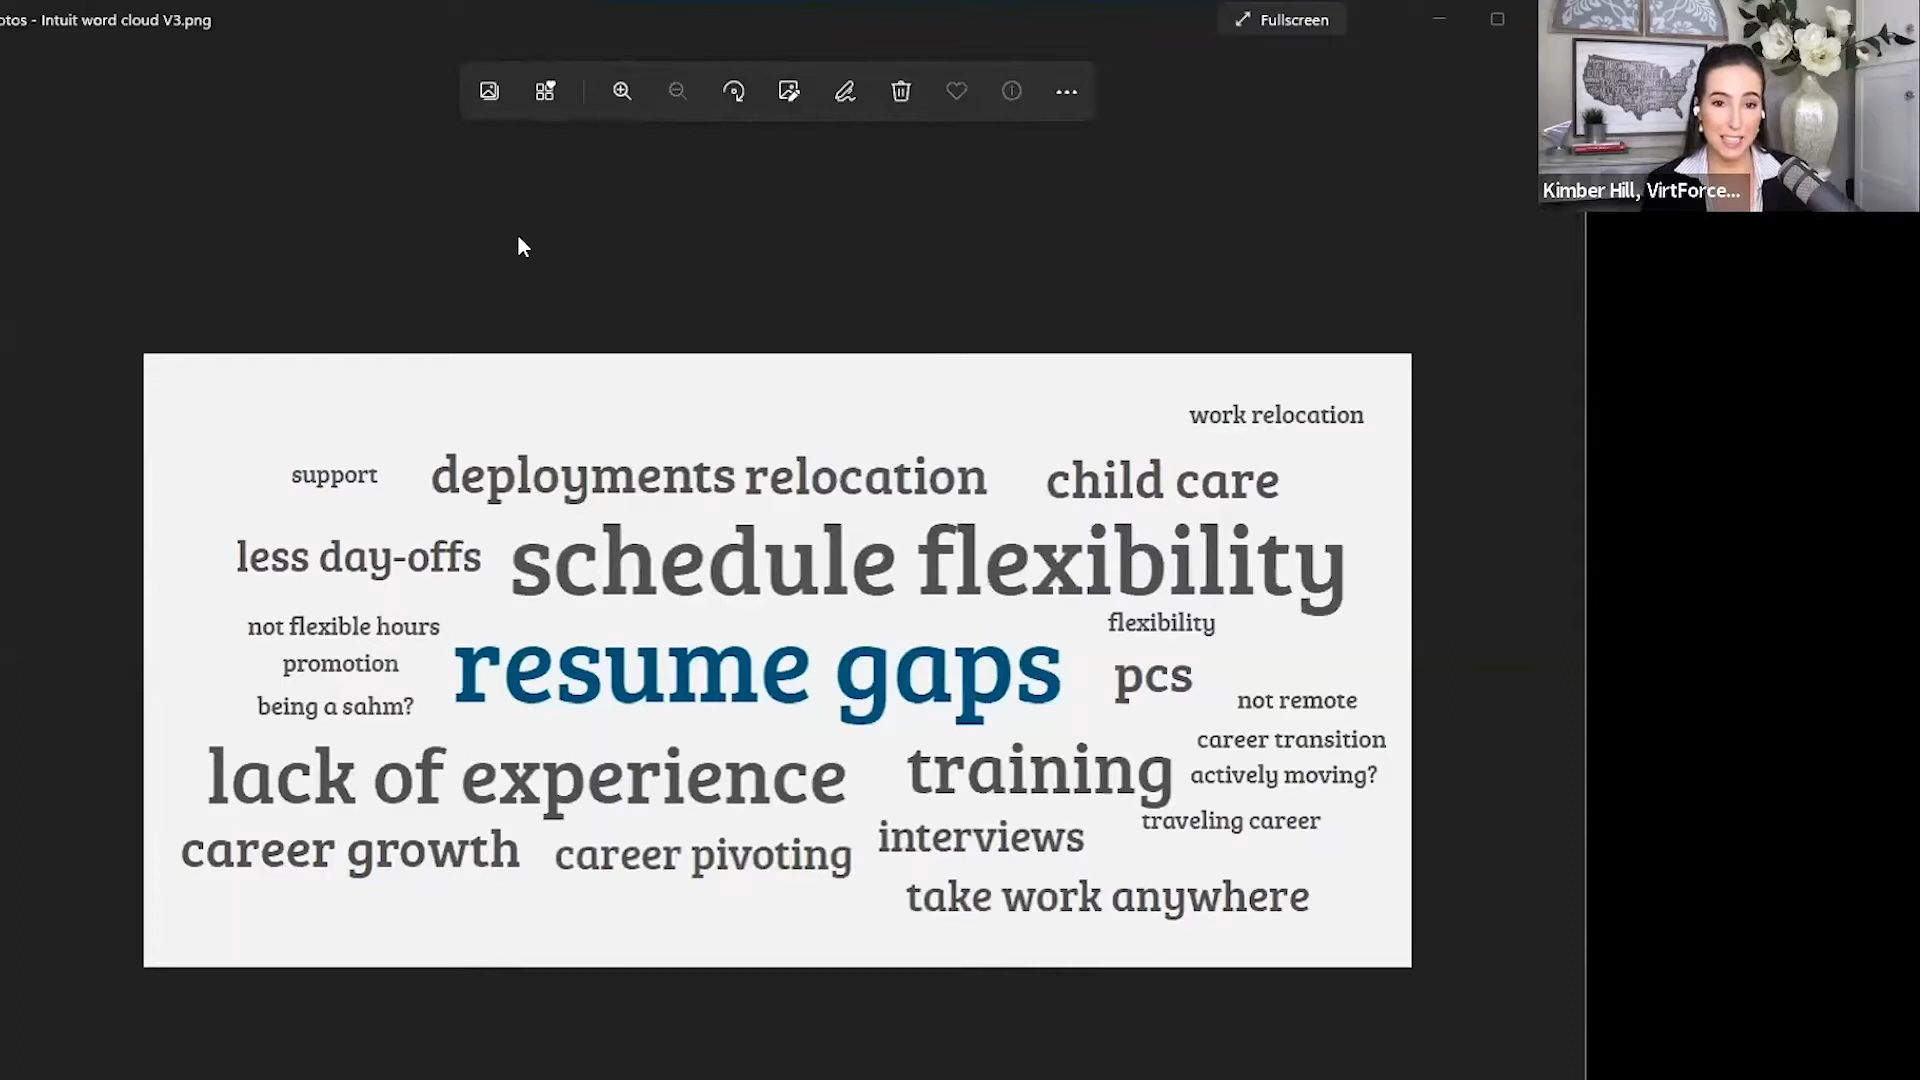 otos - Intuit word cloud V3.png
Fullscreen
Kimber Hill, VirtForce...
work relocation
support
deployments
relocation
child care
less day-offs
schedule flexibility
not flexible hours
flexibility
promotion
resume gaps
pcs
being a sahm?
not remote
career transition
lack of experience
training
actively moving?
traveling career
career growth
career pivoting
interviews
take work anywhere